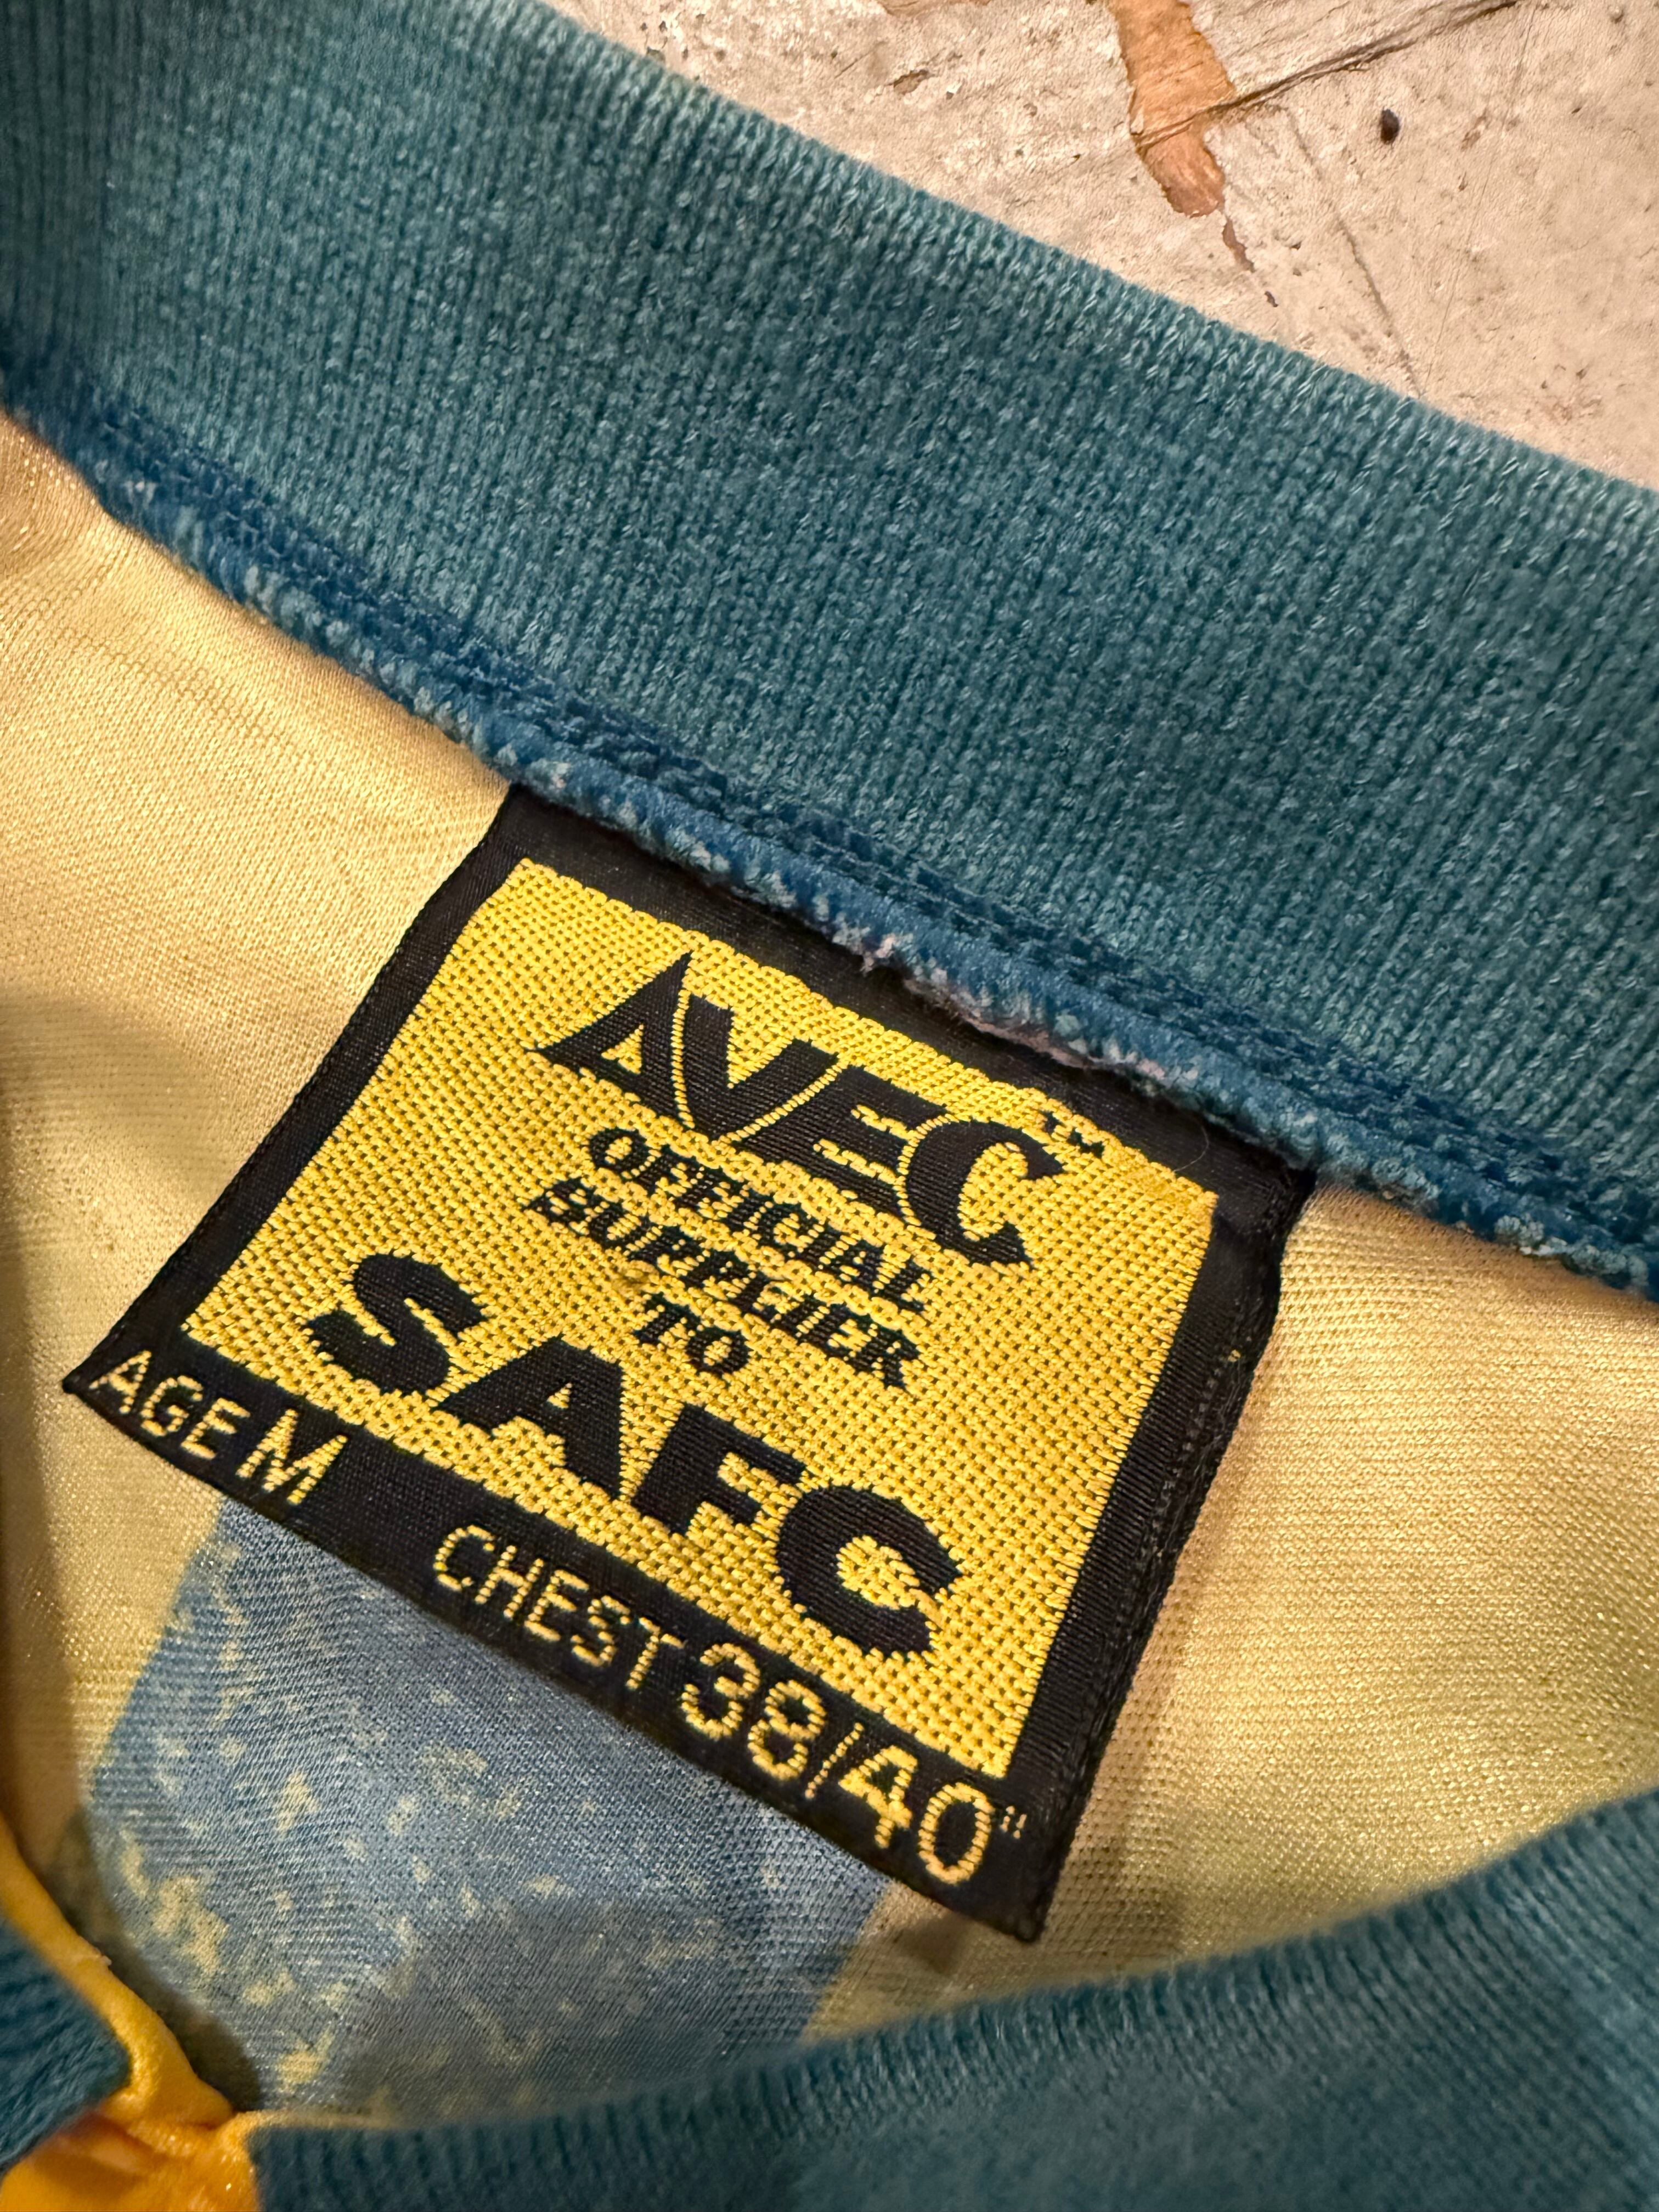 AVEC™
OFFICIAL
SUPPLIER
TO
SAFC
AGE M CHEST 38/40"